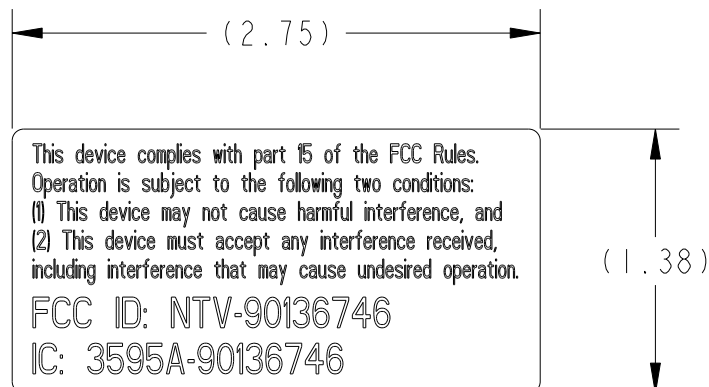 (2.75)
This device complies with part 15 of the FCC Rules.
Operation is subject to the following two conditions:
(1) This device may not cause harmful interference, and
(2) This device must accept any interference received,
including interference that may cause undesired operation.
(1.38)
FCC ID: NTV-90136746
IC: 3595A-90136746